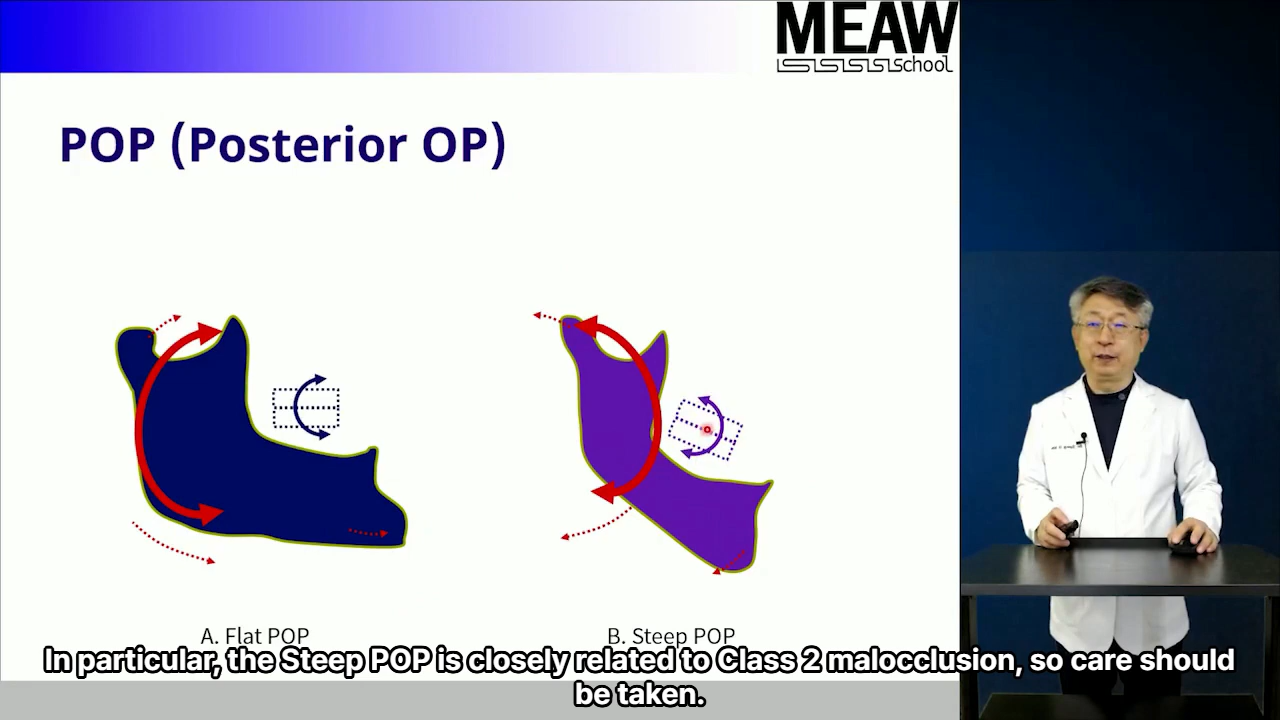 MEAW
school
POP (Posterior OP)
A. Flat POP
B. Steep POP
In particular, the Steep POP is closely related to Class 2 malocclusion, so care should
be taken.